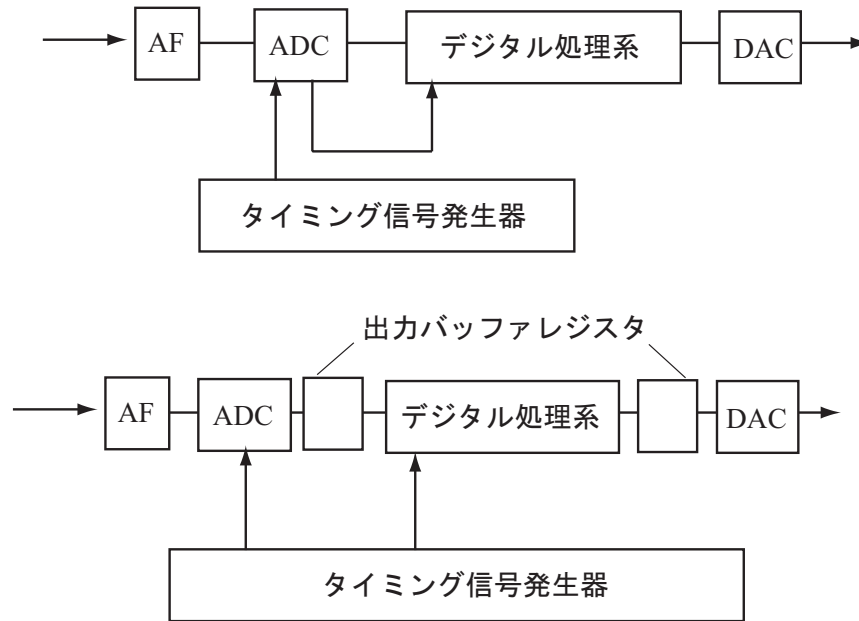 AF
ADC
デジタル処理系
DAC
タイミング信号発生器
出力バッファレジスタ
AF
ADC
デジタル処理系
DAC
タイミング信号発生器